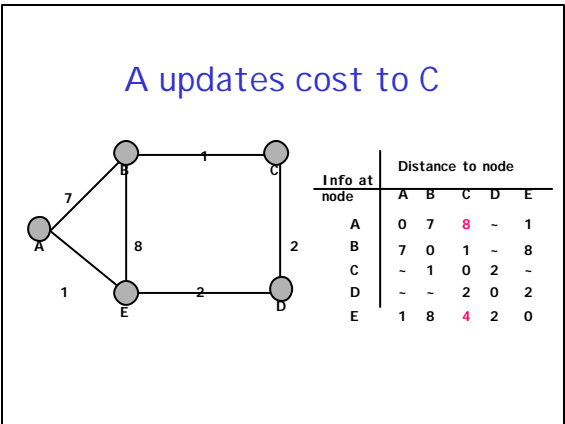 A updates cost to C
B
1
C
7
A
8
2
1
E
2
D
Info at
node
Distance to node
A B C D E
A 0 7 8 ~ 1
B 7 0 1 ~ 8
C ~ 1 0 2 ~
D ~ ~ 2 0 2
E 1 8 4 2 0